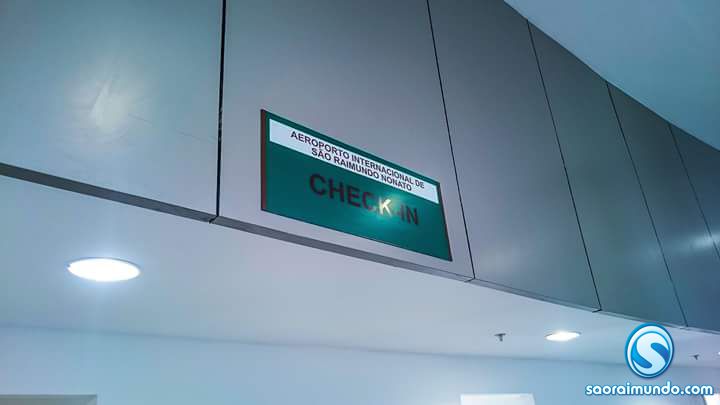 AEROPORTO INTERNACIONAL DE
SÃO RAIMUNDO NONATO
CHECK-IN
S
saoraimundo.com